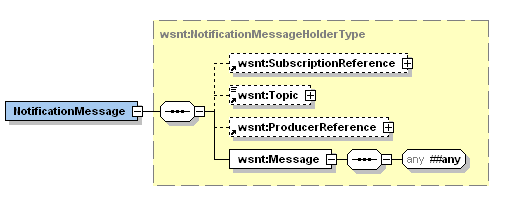 wsnt:NotificationMessageHolderType
wsnt:SubscriptionReference
wsnt:Topic
NotificationMessage
wsnt:ProducerReference
wsnt:Message
any ##any